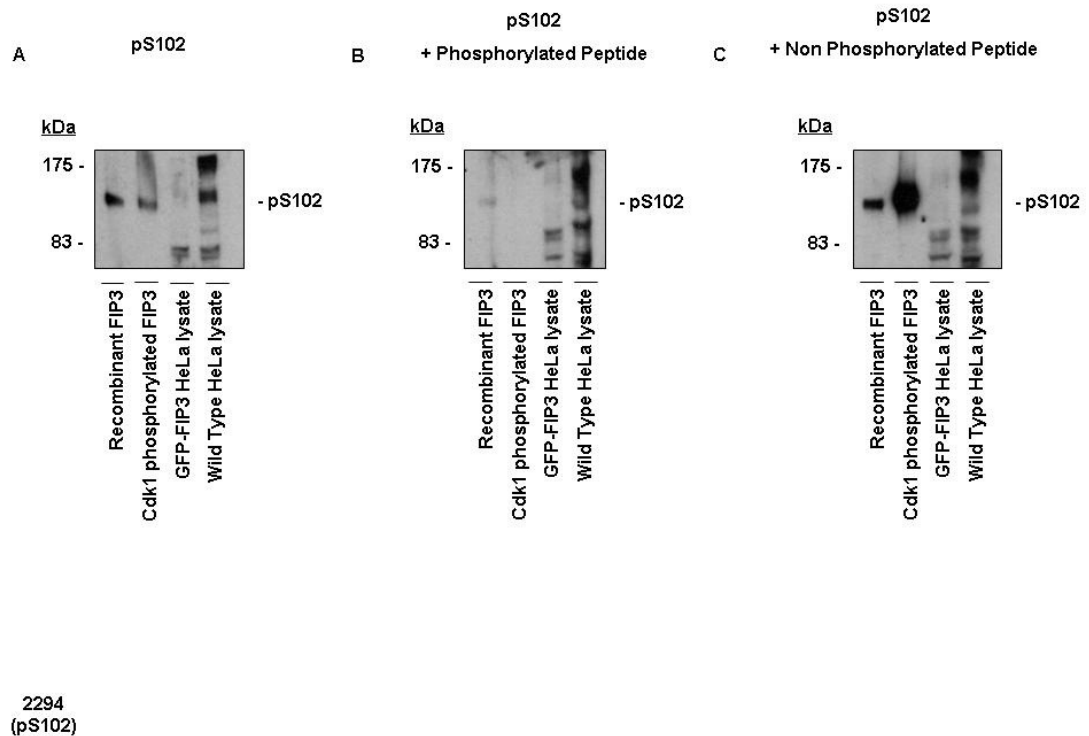 A
pS102
kDa
175 -
83 -
- pS102
Recombinant FIP3
Cdk1 phosphorylated FIP3
GFP-FIP3 HeLa lysate
Wild Type HeLa lysate
B
pS102
+ Phosphorylated Peptide
kDa
175 -
83 -
- pS102
Recombinant FIP3
Cdk1 phosphorylated FIP3
GFP-FIP3 HeLa lysate
Wild Type HeLa lysate
C
pS102
+ Non Phosphorylated Peptide
kDa
175 -
83 -
- pS102
Recombinant FIP3
Cdk1 phosphorylated FIP3
GFP-FIP3 HeLa lysate
Wild Type HeLa lysate
2294
(pS102)